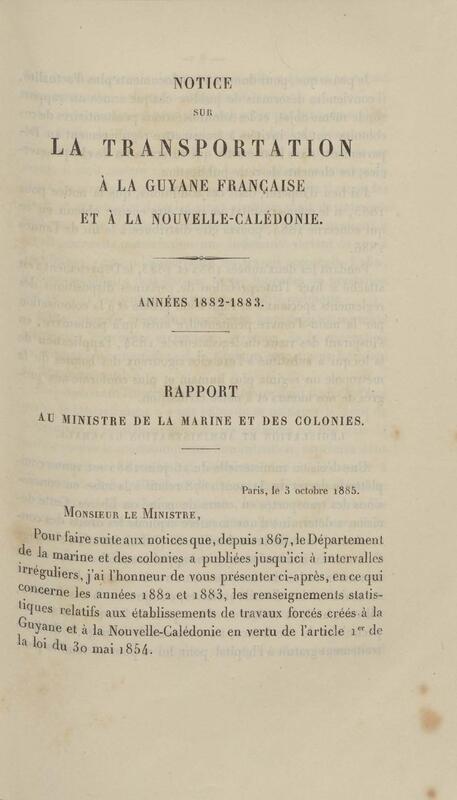 NOTICE
SUR
LA TRANSPORTATION
À LA GUYANE FRANÇAISE
ET À LA NOUVELLE-CALÉDONIE.
ANNÉES 1882-1883.
RAPPORT
AU MINISTRE DE LA MARINE ET DES COLONIES.
Paris, le 3 octobre 1885.
MONSIEUR LE MINISTRE,
Pour faire suite aux notices que, depuis 1867, le Département
de la marine et des colonies a publiées jusqu'ici à intervalles
irréguliers, j'ai l'honneur de vous présenter ci-après, en ce qui
concerne les années 1882 et 1883, les renseignements statis-
tiques relatifs aux établissements de travaux forcés créés à la
Guyane et à la Nouvelle-Calédonie en vertu de l'article 1er de
la loi du 30 mai 1854.